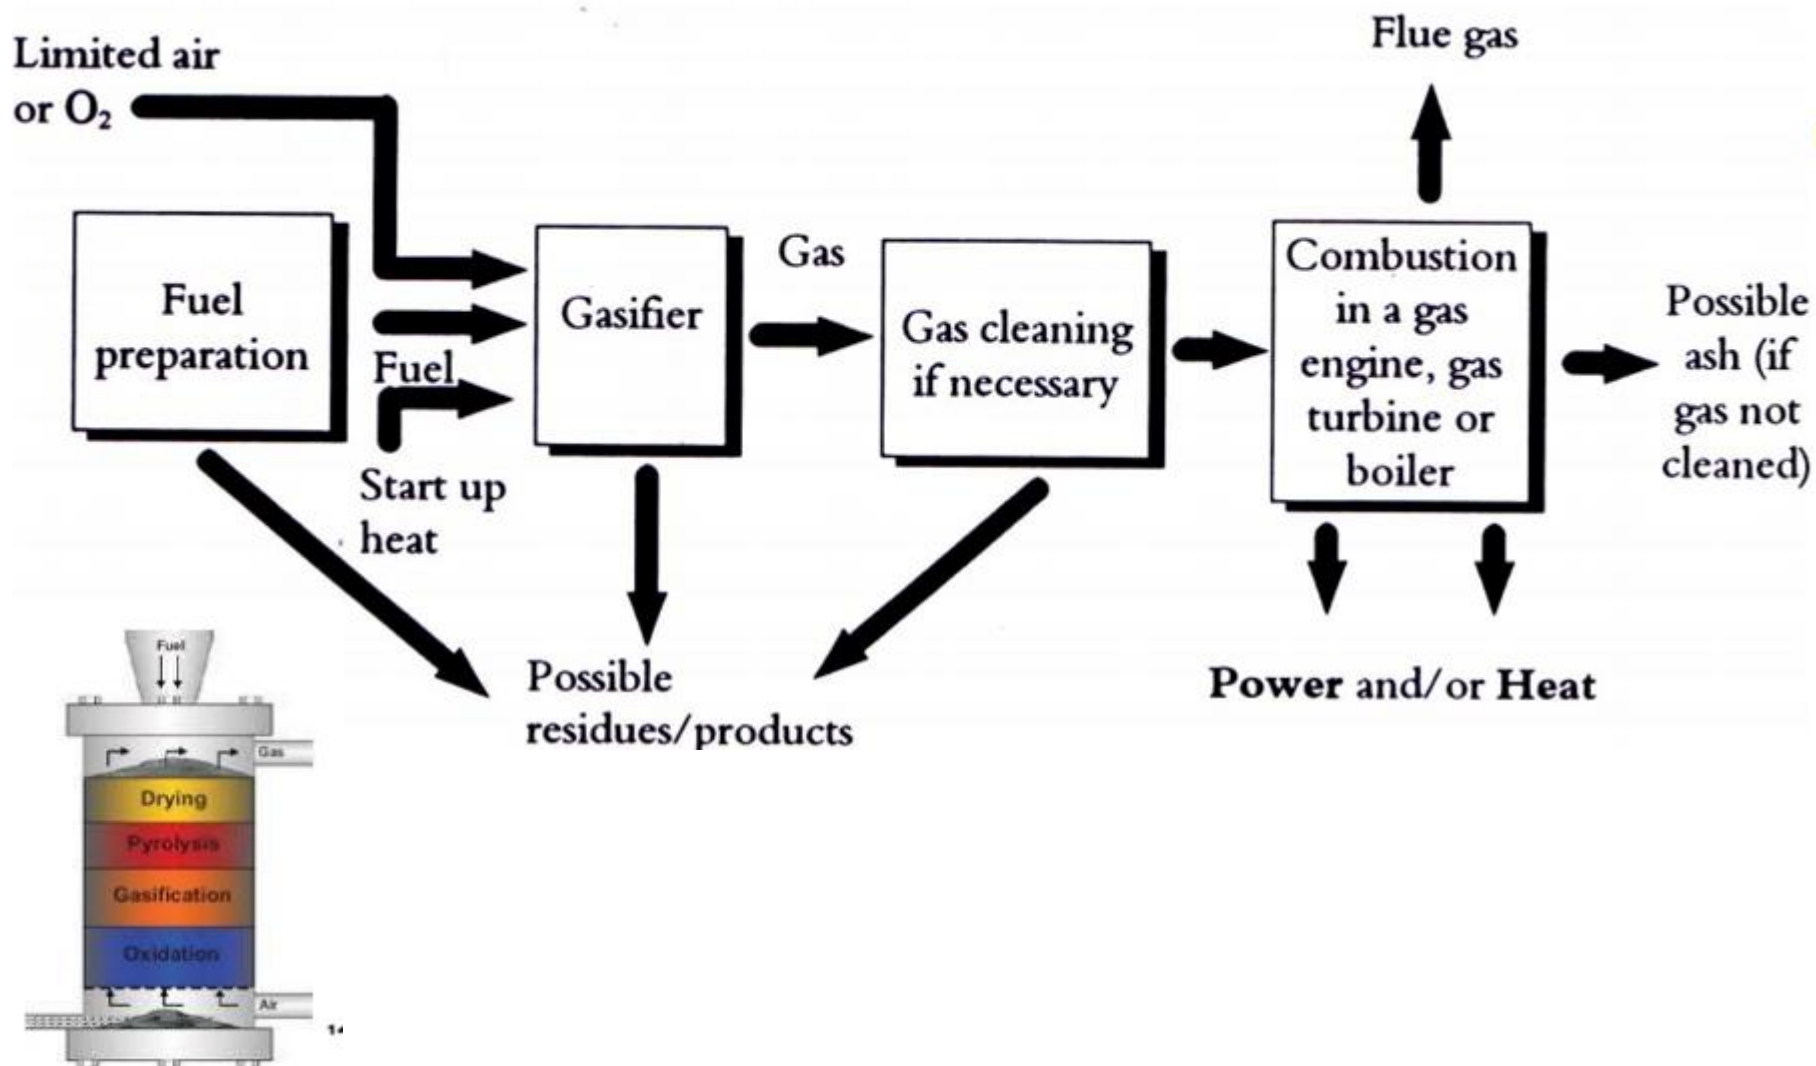 Limited air
or O₂
Flue gas
Fuel
preparation
Fuel
Start up
heat
Gasifier
Gas
Gas cleaning
if necessary
Combustion
in a gas
engine, gas
turbine or
boiler
Possible
ash (if
gas not
cleaned)
Possible
residues/products
Power and/or Heat
Fuel
Gas
Drying
Pyrolysis
Gasification
Oxidation
Air